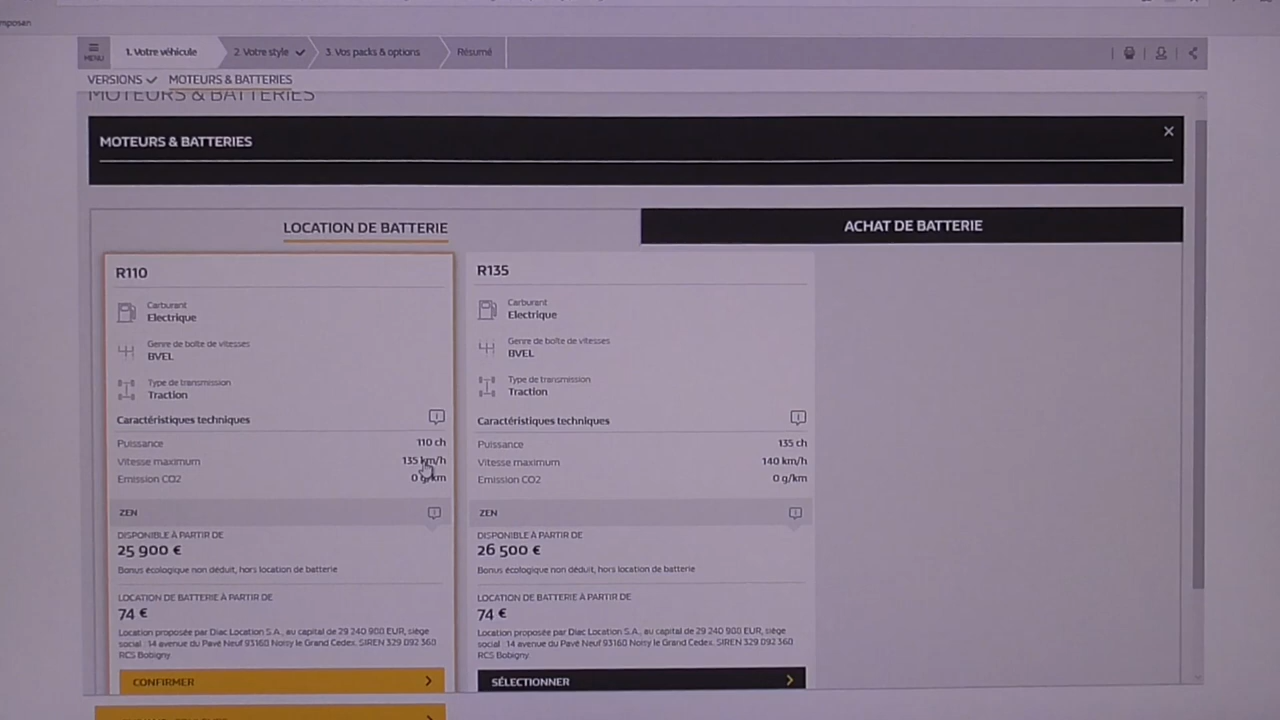 mposan
MENU
1. Votre véhicule
2. Votre style
3. Vos packs & options
Résumé
VERSIONS
MOTEURS & BATTERIES
MOTEURS & BATTERIES
MOTEURS & BATTERIES
LOCATION DE BATTERIE
ACHAT DE BATTERIE
R110
Carburant
Electrique
Genre de boîte de vitesses
BVEL
Type de transmission
Traction
Caractéristiques techniques
Puissance 110 ch
Vitesse maximum 135 km/h
Emission CO2 0 g/km
ZEN
DISPONIBLE À PARTIR DE
25 900 €
Bonus écologique non déduit, hors location de batterie
LOCATION DE BATTERIE À PARTIR DE
74 €
Location proposée par Diac Location S.A., au capital de 29 240 900 EUR, siège
social : 14 avenue du Pavé Neuf 93160 Noisy le Grand Cedex. SIREN 329 092 360
RCS Bobigny
CONFIRMER
R135
Carburant
Electrique
Genre de boîte de vitesses
BVEL
Type de transmission
Traction
Caractéristiques techniques
Puissance 135 ch
Vitesse maximum 140 km/h
Emission CO2 0 g/km
ZEN
DISPONIBLE À PARTIR DE
26 500 €
Bonus écologique non déduit, hors location de batterie
LOCATION DE BATTERIE À PARTIR DE
74 €
Location proposée par Diac Location S.A., au capital de 29 240 900 EUR, siège
social : 14 avenue du Pavé Neuf 93160 Noisy le Grand Cedex. SIREN 329 092 360
RCS Bobigny
SÉLECTIONNER